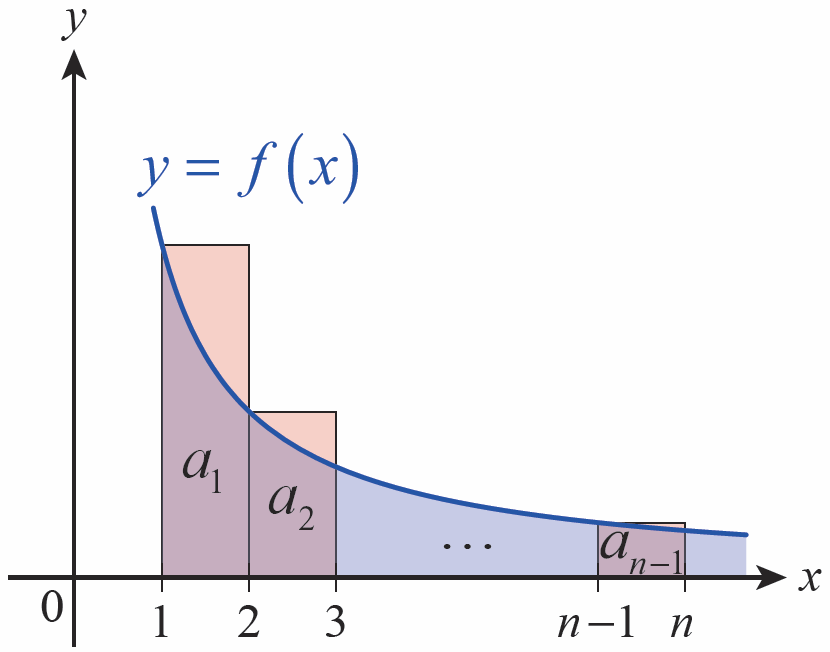 y
y = f(x)
a₁
a₂
...
aₙ₋₁
x
0
1 2 3 n−1 n